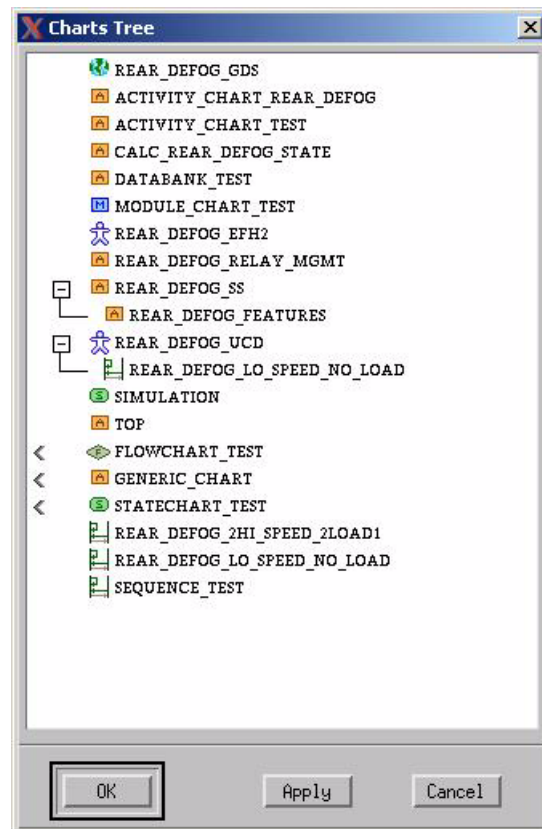 Charts Tree
REAR_DEFOG_GDS
A ACTIVITY_CHART_REAR_DEFOG
A ACTIVITY_CHART_TEST
A CALC_REAR_DEFOG_STATE
A DATABANK_TEST
M MODULE_CHART_TEST
REAR_DEFOG_EFH2
A REAR_DEFOG_RELAY_MGMT
A REAR_DEFOG_SS
A REAR_DEFOG_FEATURES
REAR_DEFOG_UCD
REAR_DEFOG_LO_SPEED_NO_LOAD
S SIMULATION
A TOP
< F FLOWCHART_TEST
< A GENERIC_CHART
< S STATECHART_TEST
REAR_DEFOG_2HI_SPEED_2LOAD1
REAR_DEFOG_LO_SPEED_NO_LOAD
SEQUENCE_TEST
OK Apply Cancel